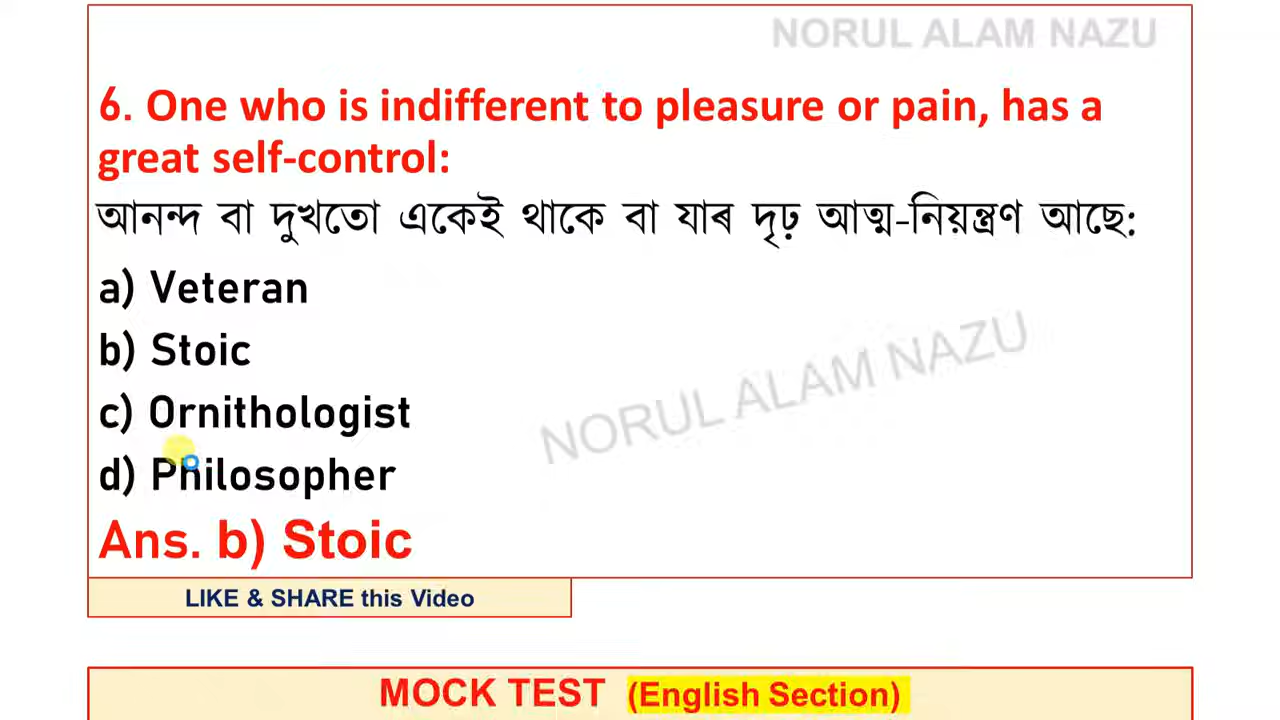 NORUL ALAM NAZU
6. One who is indifferent to pleasure or pain, has a
great self-control:
আনন্দ বা দুখতো একেই থাকে বা যাৰ দৃঢ় আত্ম-নিয়ন্ত্ৰণ আছে:
a) Veteran
b) Stoic
NORUL ALAM NAZU
c) Ornithologist
d) Philosopher
Ans. b) Stoic
LIKE & SHARE this Video
MOCK TEST (English Section)